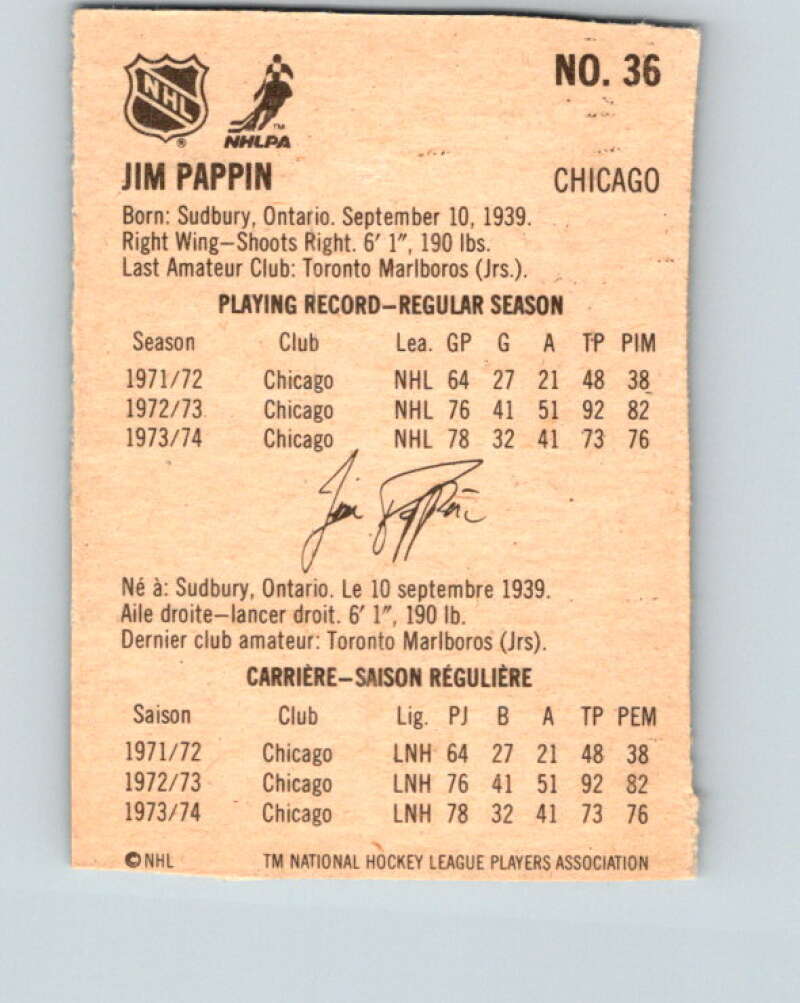 NHL
®
TM
NHLPA
NO. 36
JIM PAPPIN CHICAGO
Born: Sudbury, Ontario. September 10, 1939.
Right Wing—Shoots Right. 6′ 1″, 190 lbs.
Last Amateur Club: Toronto Marlboros (Jrs.).
PLAYING RECORD—REGULAR SEASON
Season Club Lea. GP G A TP PIM
1971/72 Chicago NHL 64 27 21 48 38
1972/73 Chicago NHL 76 41 51 92 82
1973/74 Chicago NHL 78 32 41 73 76
Jim Pappin
Né à: Sudbury, Ontario. Le 10 septembre 1939.
Aile droite—lancer droit. 6′ 1″, 190 lb.
Dernier club amateur: Toronto Marlboros (Jrs).
CARRIÈRE—SAISON RÉGULIÈRE
Saison Club Lig. PJ B A TP PEM
1971/72 Chicago LNH 64 27 21 48 38
1972/73 Chicago LNH 76 41 51 92 82
1973/74 Chicago LNH 78 32 41 73 76
©NHL TM NATIONAL HOCKEY LEAGUE PLAYERS ASSOCIATION